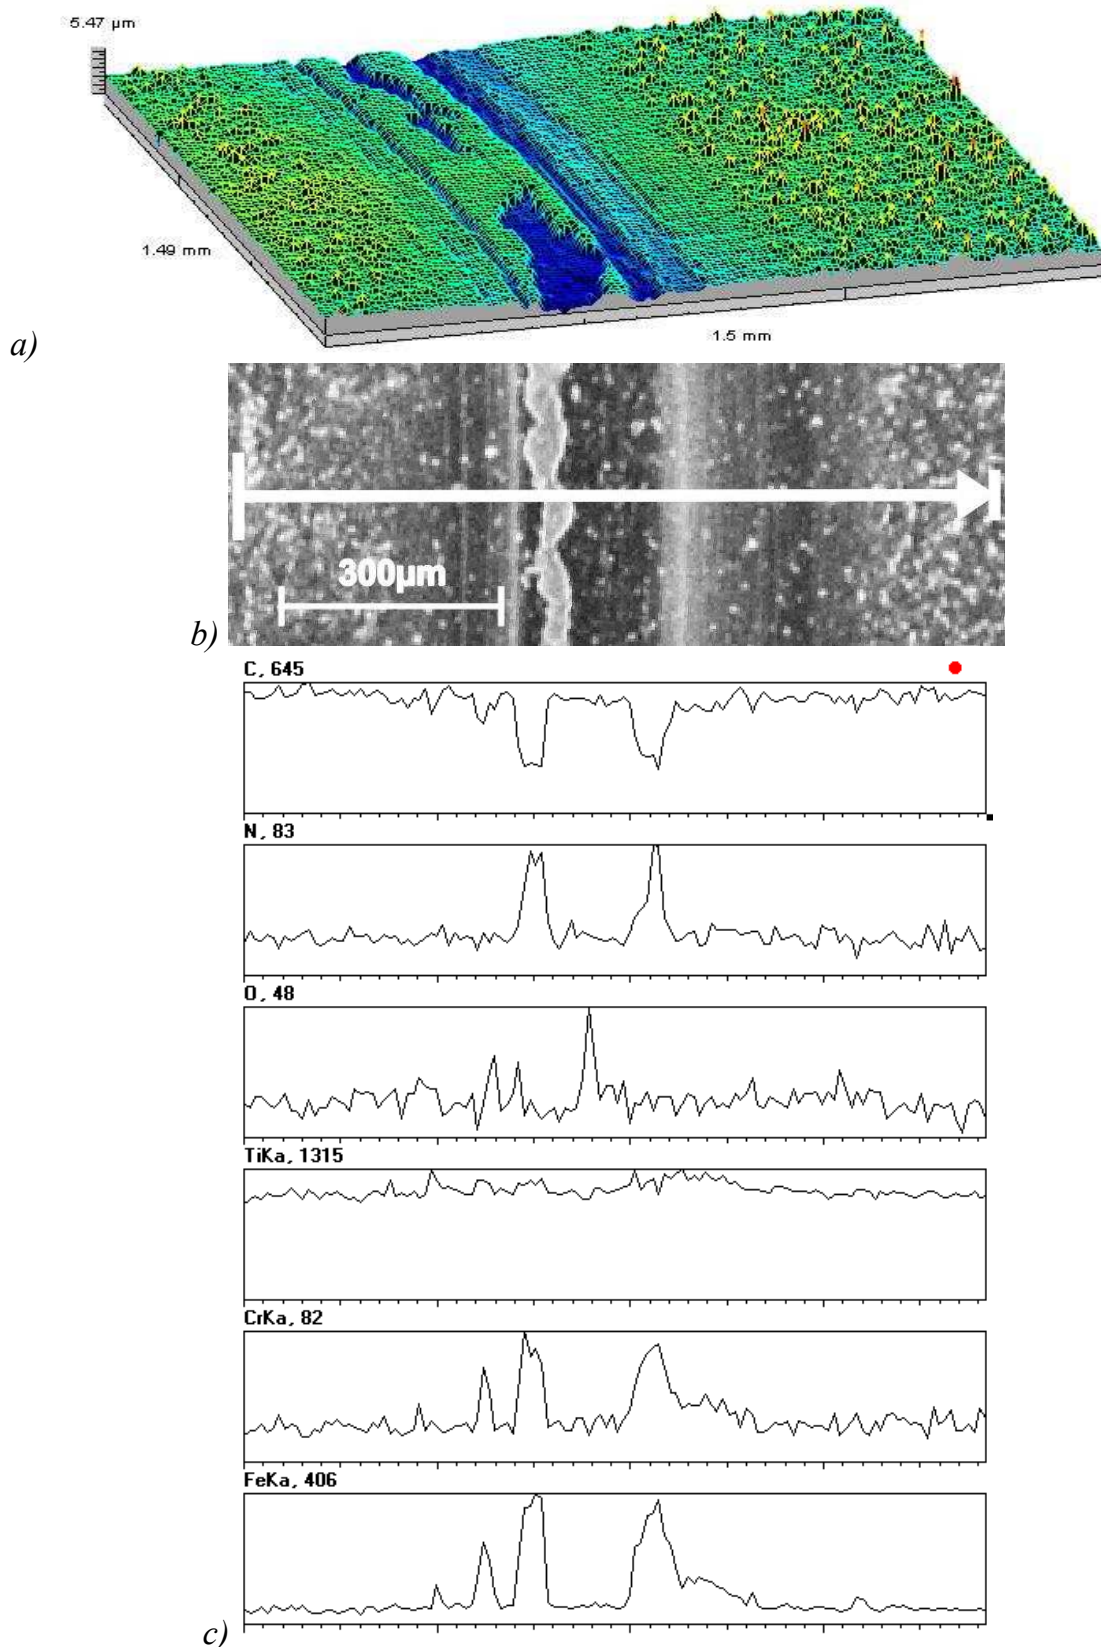 5.47 µm
1.49 mm
1.5 mm
a)
300µm
b)
C, 645
N, 83
O, 48
TiKa, 1315
CrKa, 82
FeKa, 406
c)